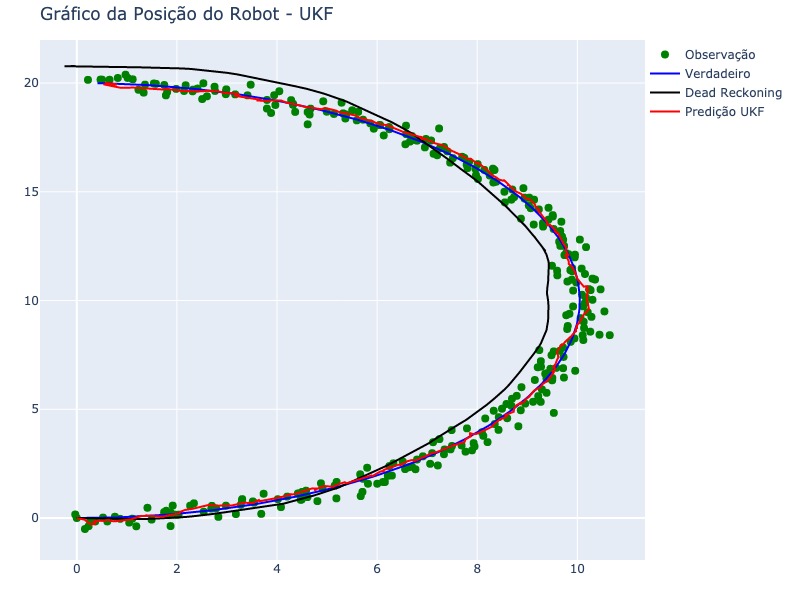 Gráfico da Posição do Robot - UKF
Observação
Verdadeiro
Dead Reckoning
Predição UKF
20
15
10
5
0
0 2 4 6 8 10